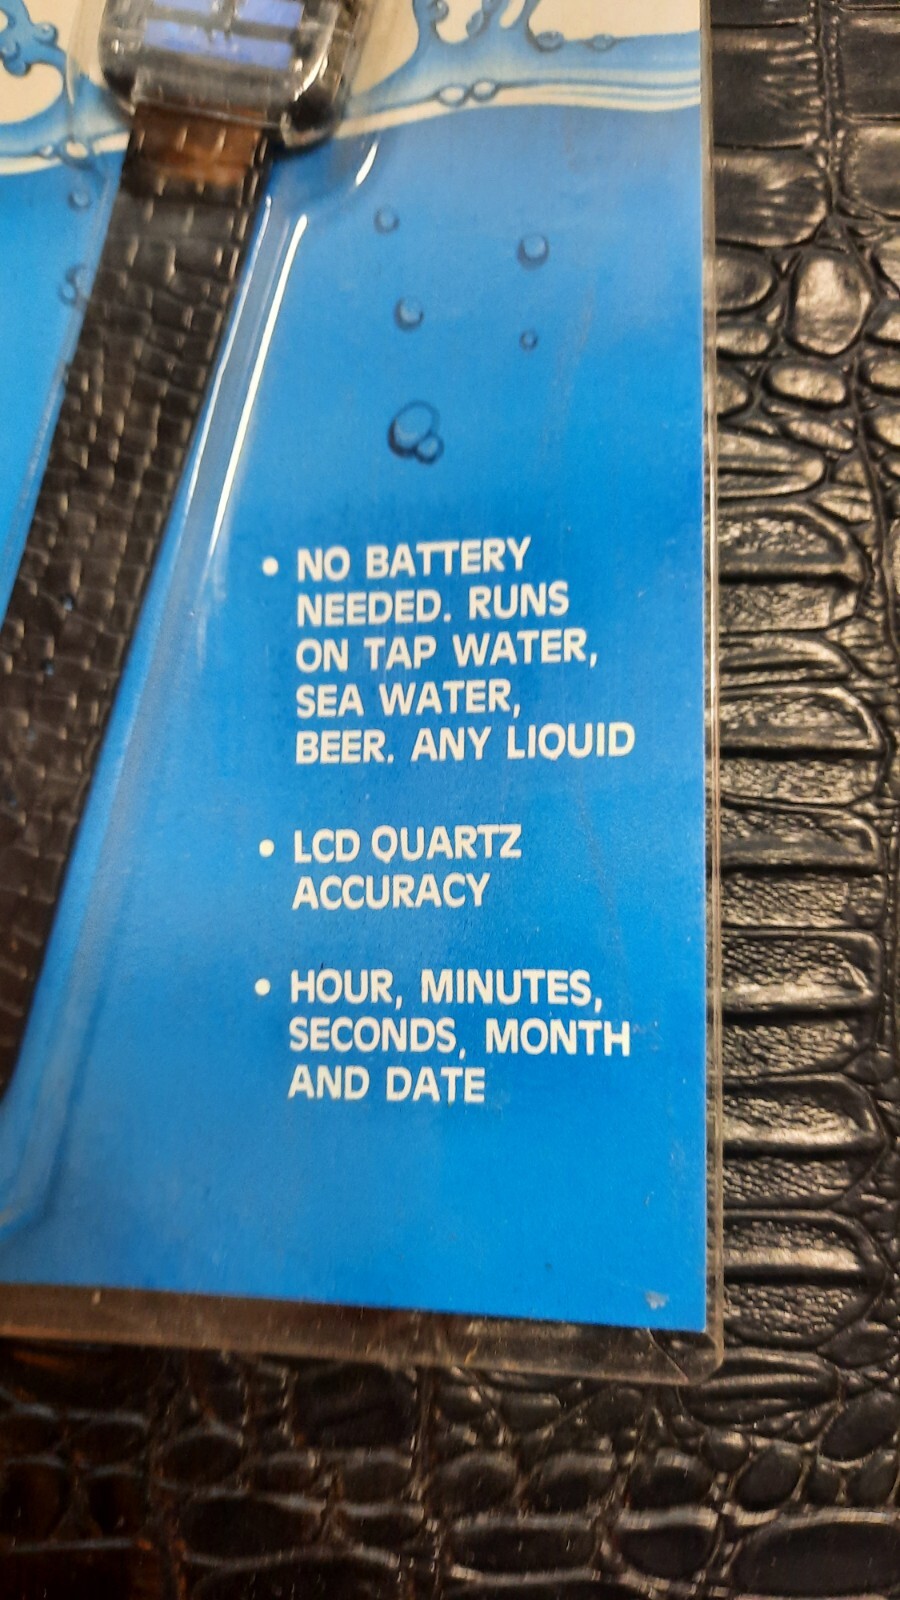 • NO BATTERY
NEEDED. RUNS
ON TAP WATER,
SEA WATER,
BEER. ANY LIQUID
• LCD QUARTZ
ACCURACY
• HOUR, MINUTES,
SECONDS, MONTH
AND DATE